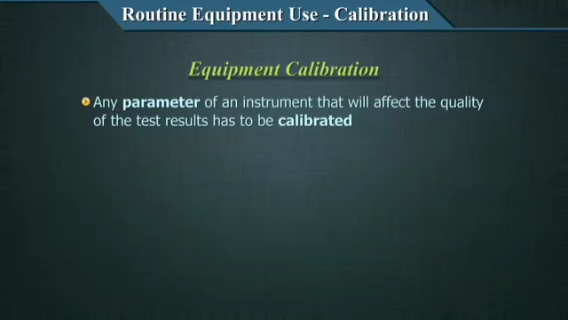 Routine Equipment Use - Calibration
Equipment Calibration
Any parameter of an instrument that will affect the quality
of the test results has to be calibrated